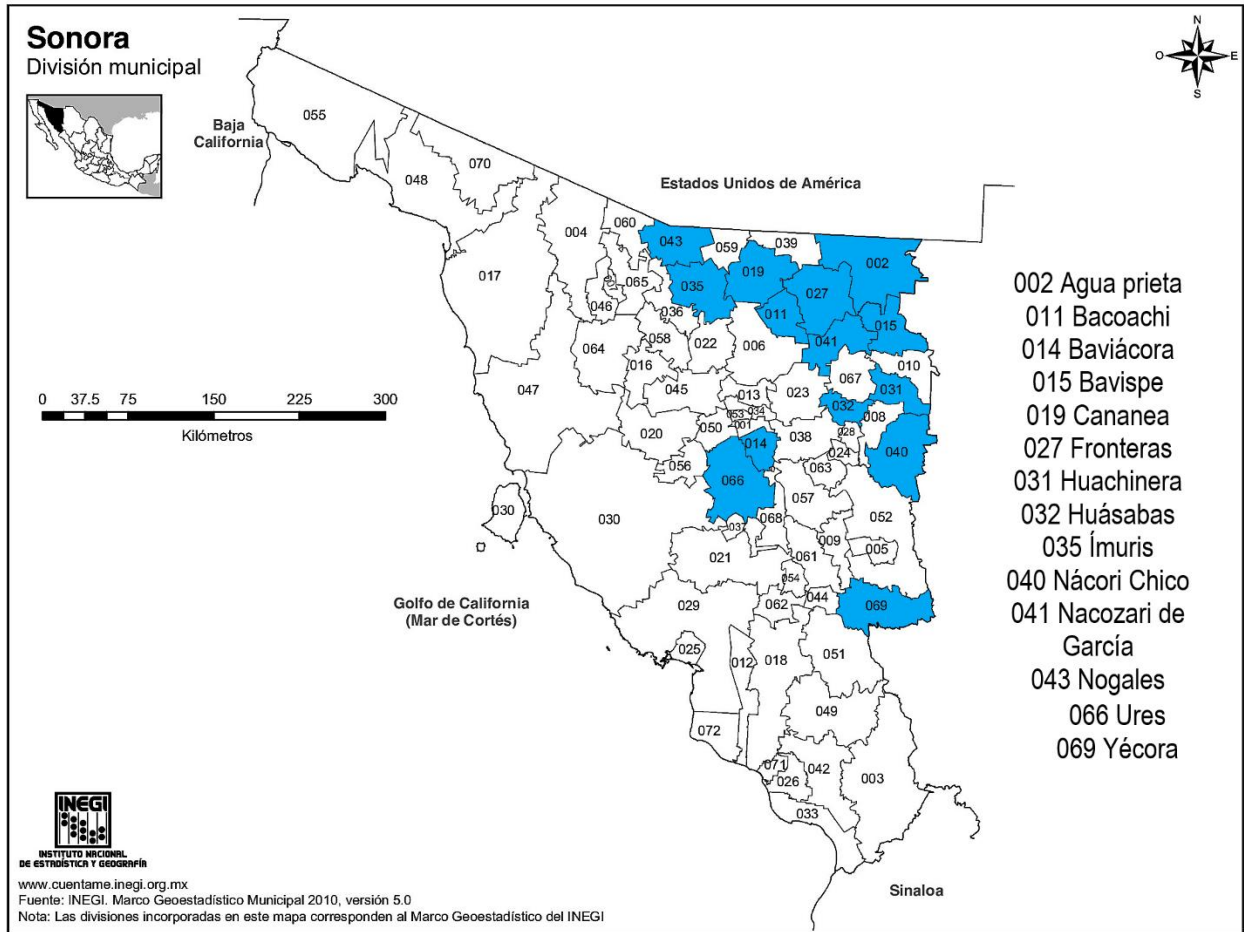 Sonora
División municipal
N
O
E
S
Baja
California
Estados Unidos de América
055
070
048
004
060
043
059
039
002
017
019
035
065
027
046
011
015
036
041
064
058
022
006
010
016
067
031
047
045
013
023
032
008
053
034
001
028
050
020
014
038
024
040
056
063
066
057
030
030
068
052
037
009
005
021
061
054
044
029
062
069
025
012
018
051
049
072
071
042
026
003
033
0 37.5 75 150 225 300
Kilómetros
Golfo de California
(Mar de Cortés)
Sinaloa
002 Agua prieta
011 Bacoachi
014 Baviácora
015 Bavispe
019 Cananea
027 Fronteras
031 Huachinera
032 Huásabas
035 Ímuris
040 Nácori Chico
041 Nacozari de
García
043 Nogales
066 Ures
069 Yécora
INEGI
INSTITUTO NACIONAL
DE ESTADÍSTICA Y GEOGRAFÍA
www.cuentame.inegi.org.mx
Fuente: INEGI. Marco Geoestadístico Municipal 2010, versión 5.0
Nota: Las divisiones incorporadas en este mapa corresponden al Marco Geoestadístico del INEGI